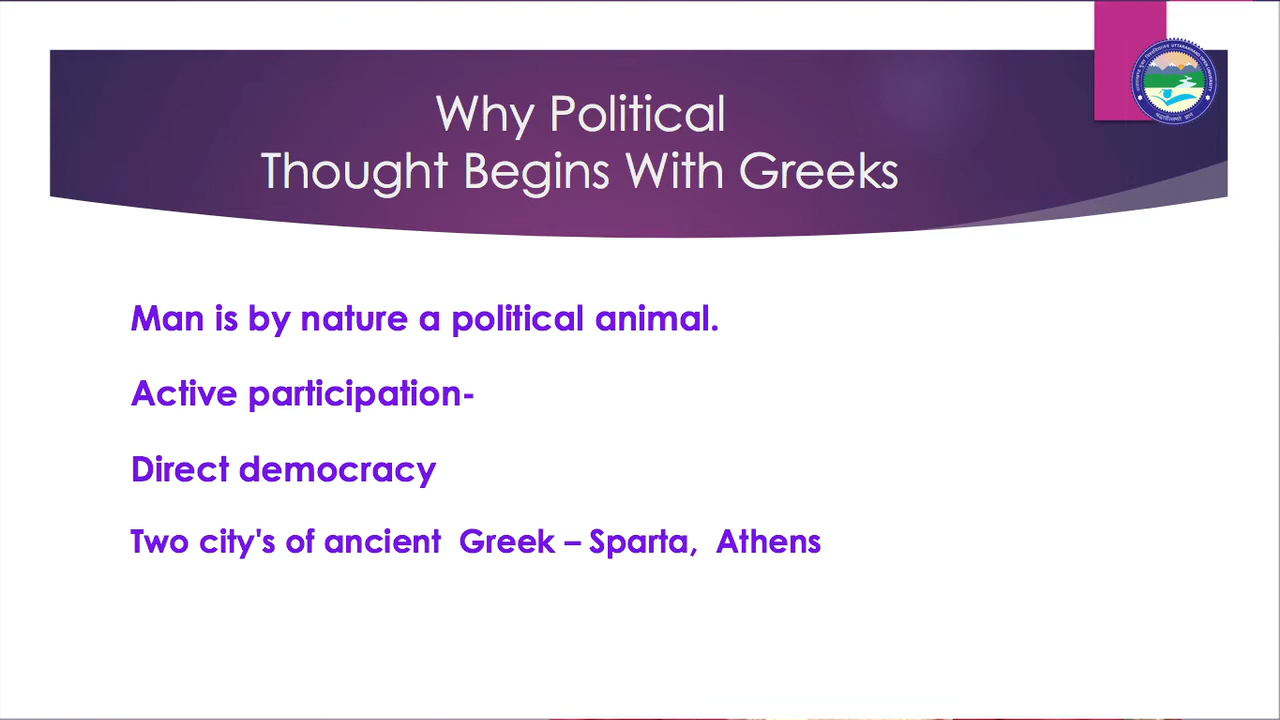 Why Political
Thought Begins With Greeks
Man is by nature a political animal.
Active participation-
Direct democracy
Two city's of ancient  Greek – Sparta,  Athens